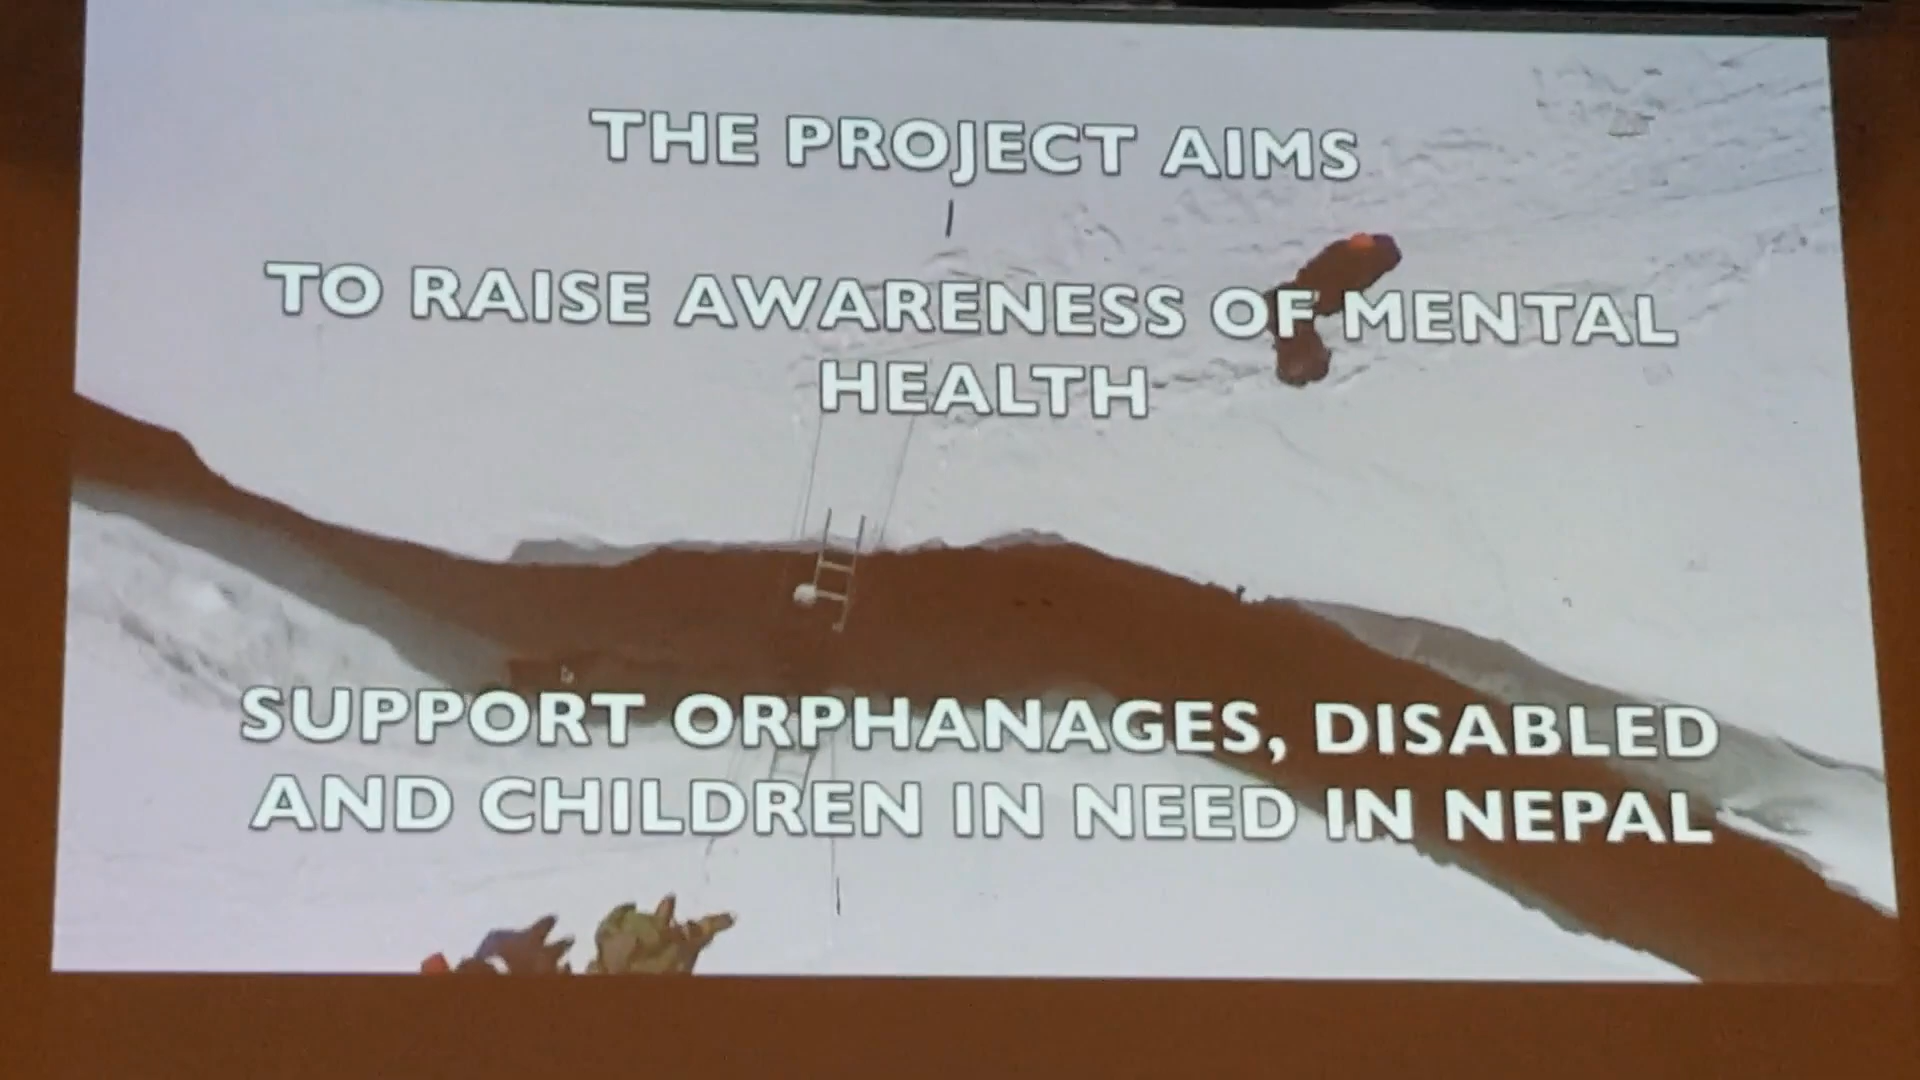 THE PROJECT AIMS
TO RAISE AWARENESS OF MENTAL
HEALTH
SUPPORT ORPHANAGES, DISABLED
AND CHILDREN IN NEED IN NEPAL